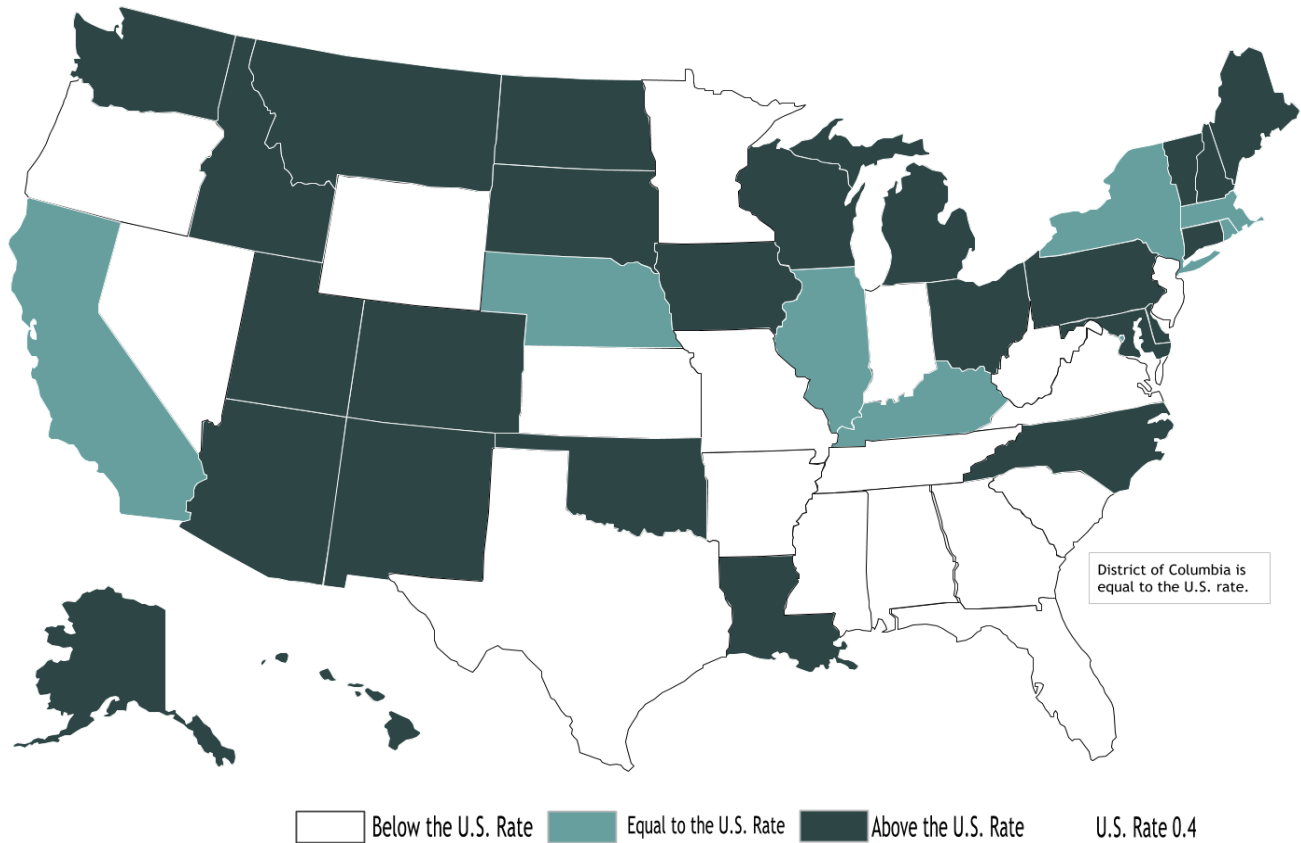 District of Columbia is
equal to the U.S. rate.
Below the U.S. Rate
Equal to the U.S. Rate
Above the U.S. Rate
U.S. Rate 0.4